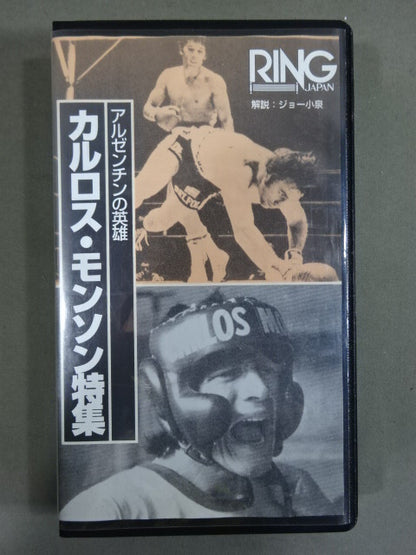 RING
JAPAN
解説：ジョー小泉
アルゼンチンの英雄
カルロス・モンソン特集
LOS M